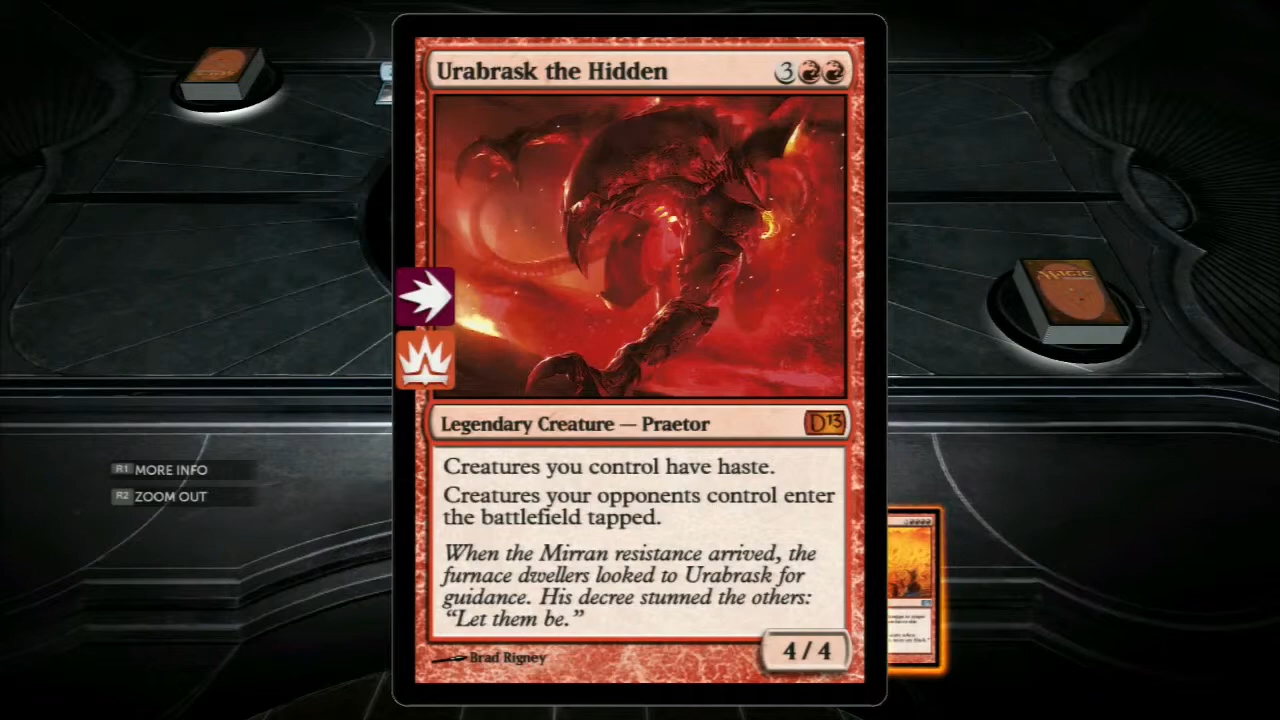 Urabrask the Hidden
3
Legendary Creature — Praetor
D13
Creatures you control have haste.
Creatures your opponents control enter
the battlefield tapped.
When the Mirran resistance arrived, the
furnace dwellers looked to Urabrask for
guidance. His decree stunned the others:
“Let them be.”
Brad Rigney
4/4
R1 MORE INFO
R2 ZOOM OUT
MAGIC